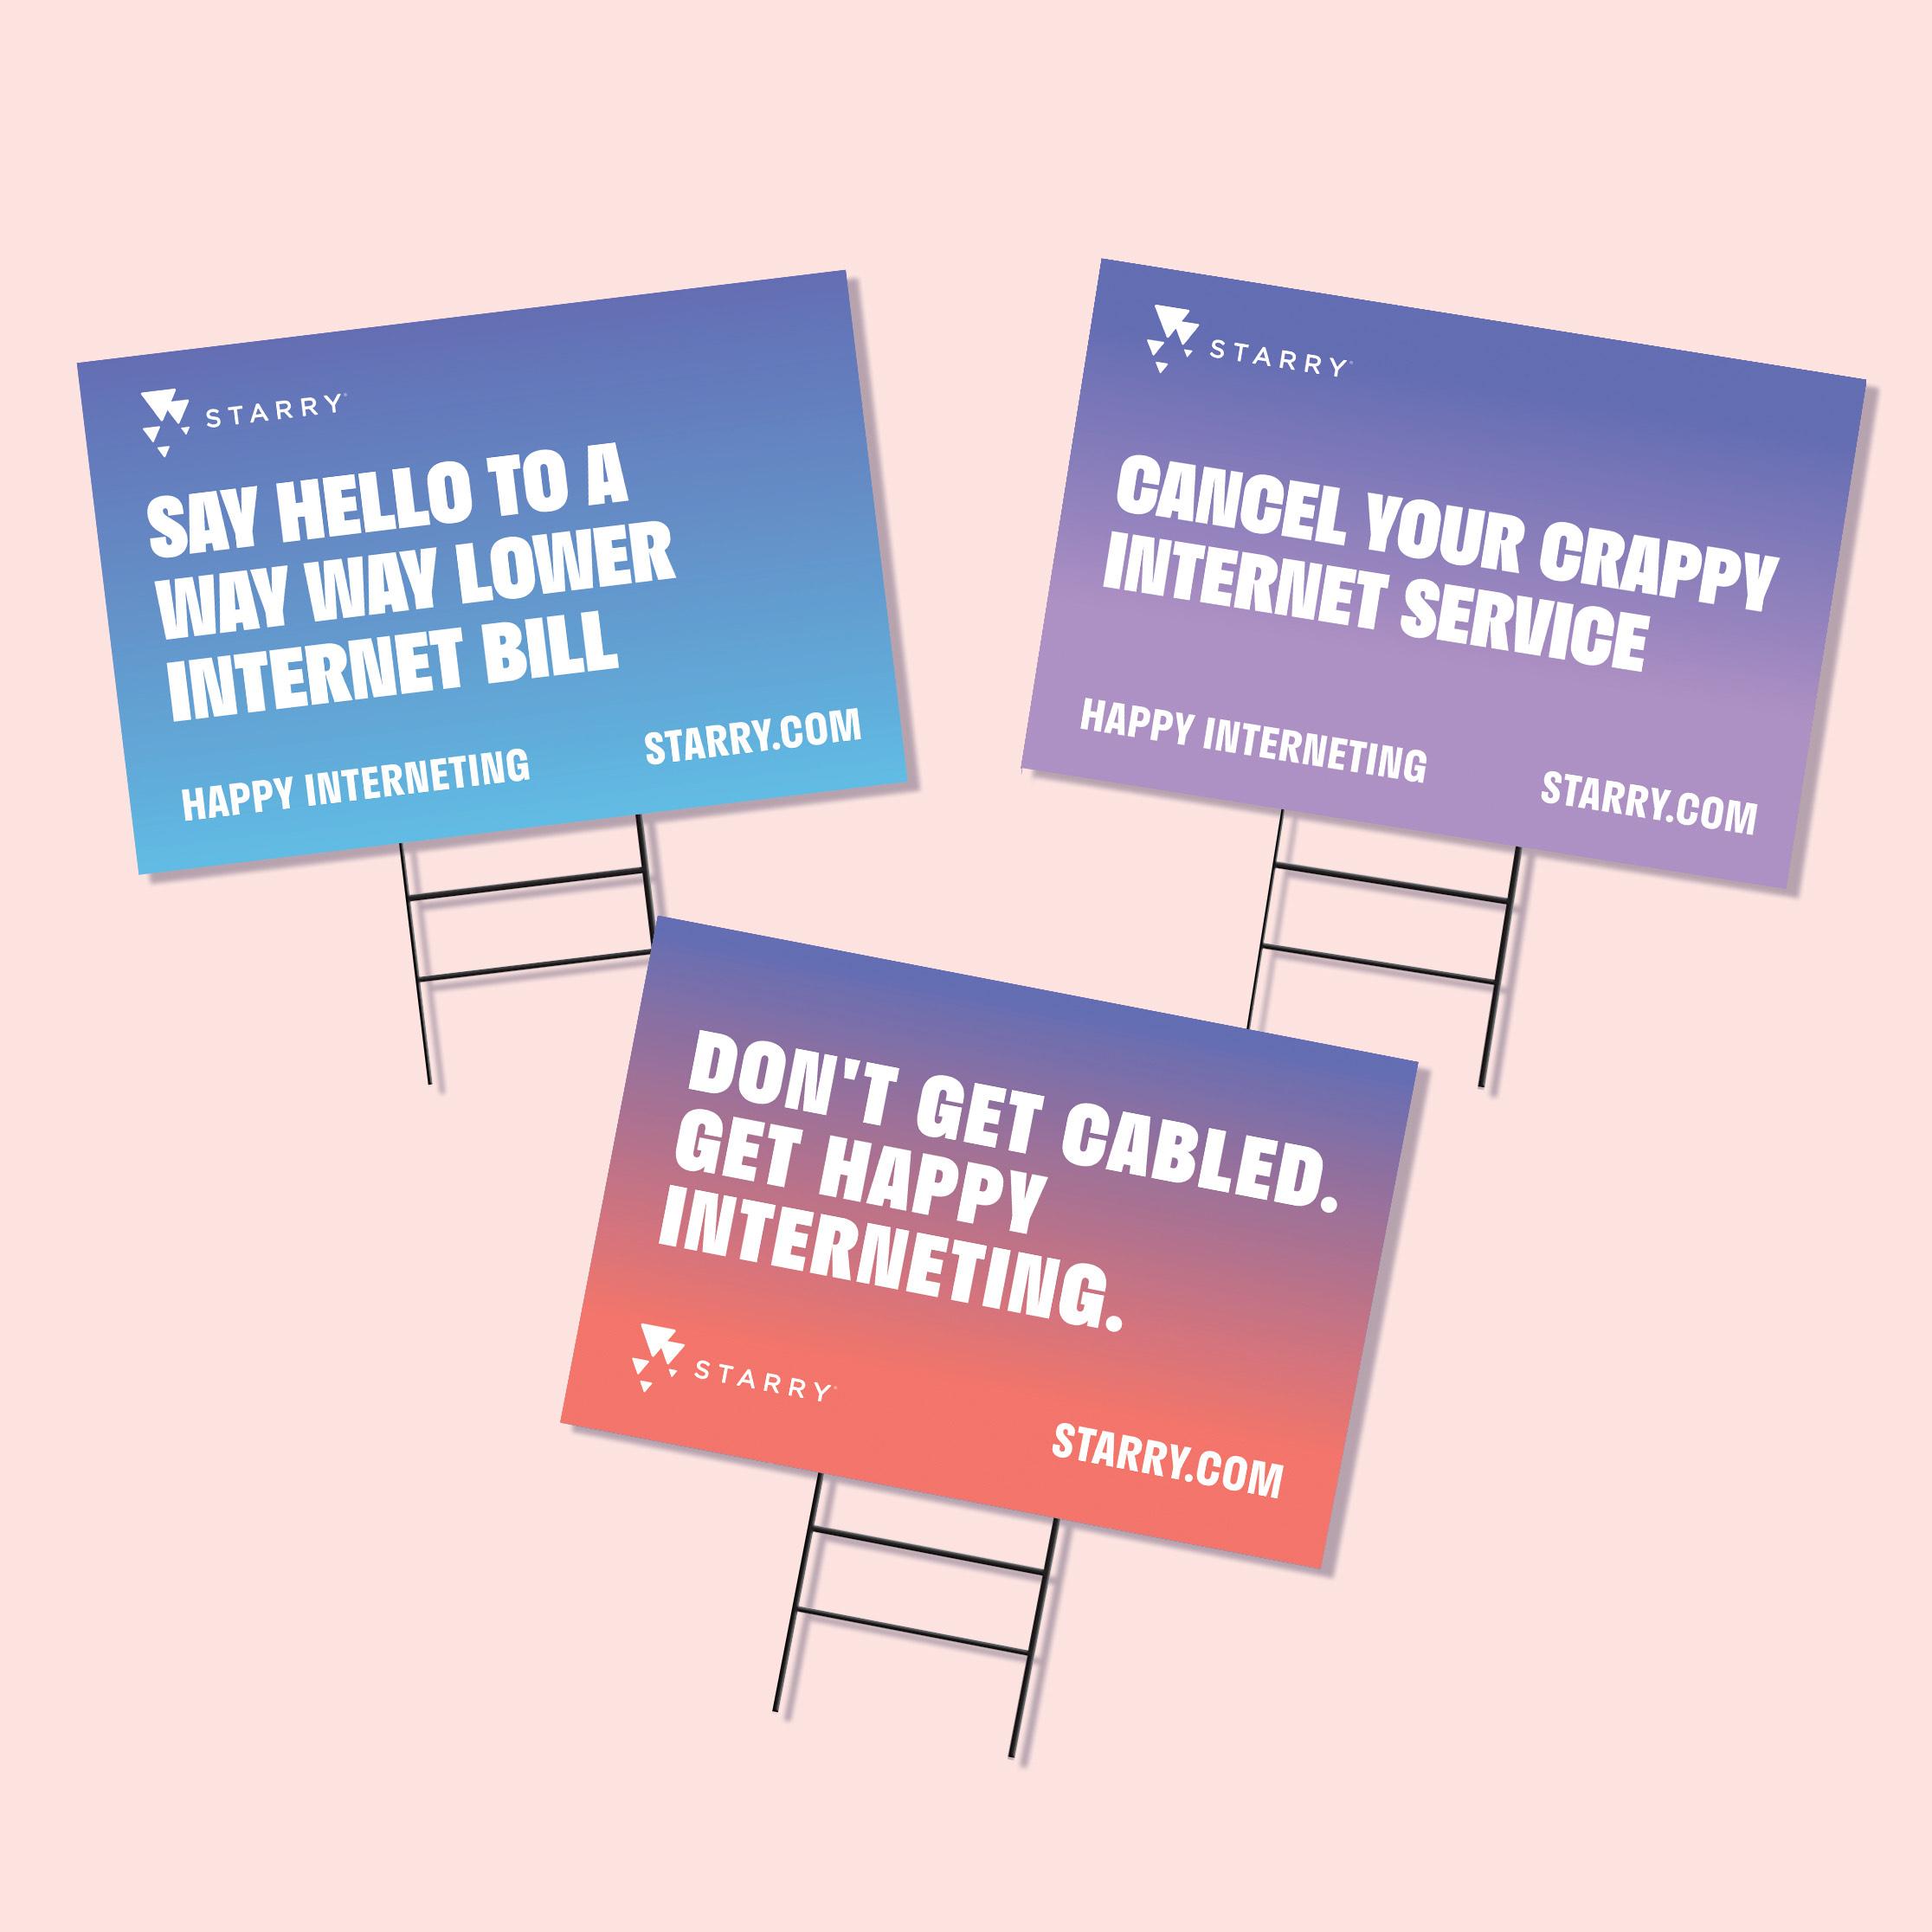 STARRY
SAY HELLO TO A
WAY WAY LOWER
INTERNET BILL
HAPPY INTERNETING
STARRY.COM
STARRY
CANCEL YOUR CRAPPY
INTERNET SERVICE
HAPPY INTERNETING
STARRY.COM
DON'T GET CABLED.
GET HAPPY
INTERNETING.
STARRY
STARRY.COM